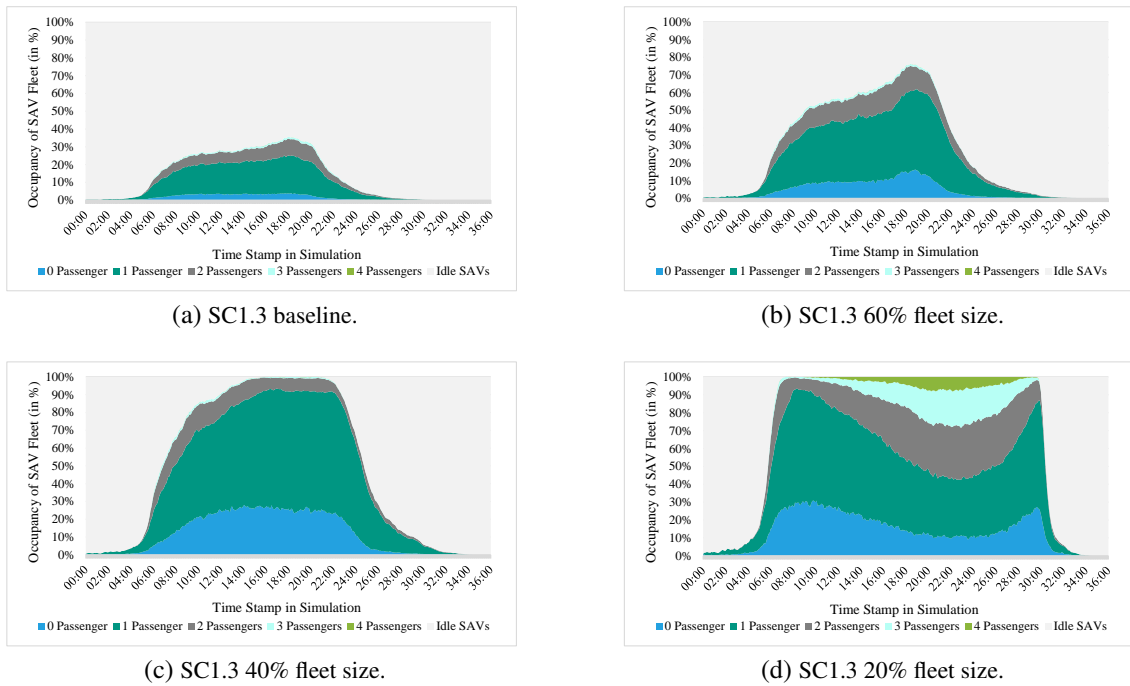 100%
90%
80%
70%
60%
50%
40%
30%
20%
10%
0%
Occupancy of SAV Fleet (in %)
00:00 02:00 04:00 06:00 08:00 10:00 12:00 14:00 16:00 18:00 20:00 22:00 24:00 26:00 28:00 30:00 32:00 34:00 36:00
Time Stamp in Simulation
0 Passenger 1 Passenger 2 Passengers 3 Passengers 4 Passengers Idle SAVs
(a) SC1.3 baseline.
100%
90%
80%
70%
60%
50%
40%
30%
20%
10%
0%
Occupancy of SAV Fleet (in %)
00:00 02:00 04:00 06:00 08:00 10:00 12:00 14:00 16:00 18:00 20:00 22:00 24:00 26:00 28:00 30:00 32:00 34:00 36:00
Time Stamp in Simulation
0 Passenger 1 Passenger 2 Passengers 3 Passengers 4 Passengers Idle SAVs
(b) SC1.3 60% fleet size.
100%
90%
80%
70%
60%
50%
40%
30%
20%
10%
0%
Occupancy of SAV Fleet (in %)
00:00 02:00 04:00 06:00 08:00 10:00 12:00 14:00 16:00 18:00 20:00 22:00 24:00 26:00 28:00 30:00 32:00 34:00 36:00
Time Stamp in Simulation
0 Passenger 1 Passenger 2 Passengers 3 Passengers 4 Passengers Idle SAVs
(c) SC1.3 40% fleet size.
100%
90%
80%
70%
60%
50%
40%
30%
20%
10%
0%
Occupancy of SAV Fleet (in %)
00:00 02:00 04:00 06:00 08:00 10:00 12:00 14:00 16:00 18:00 20:00 22:00 24:00 26:00 28:00 30:00 32:00 34:00 36:00
Time Stamp in Simulation
0 Passenger 1 Passenger 2 Passengers 3 Passengers 4 Passengers Idle SAVs
(d) SC1.3 20% fleet size.